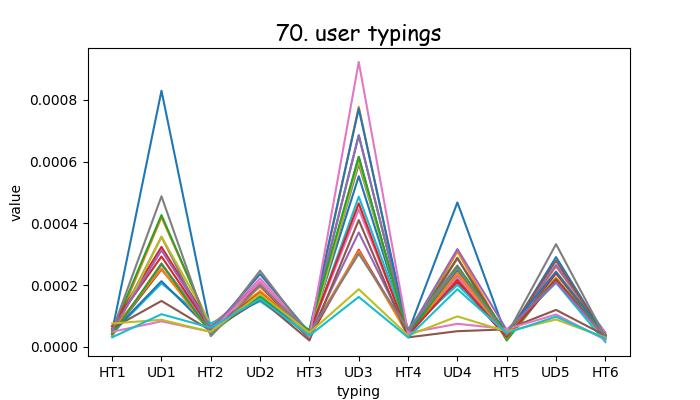 70. user typings
value
0.0008
0.0006
0.0004
0.0002
0.0000
HT1 UD1 HT2 UD2 HT3 UD3 HT4 UD4 HT5 UD5 HT6
typing